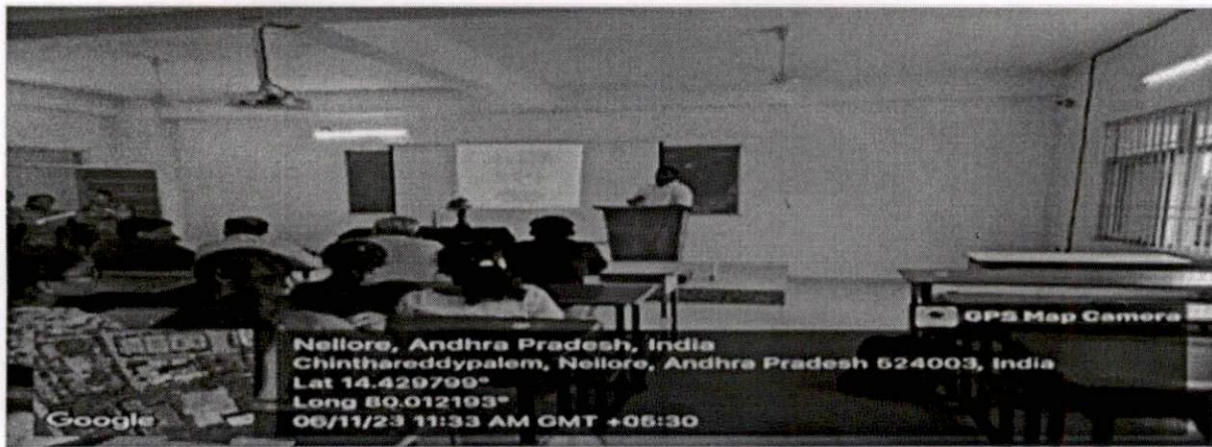 GPS Map Camera
Nellore, Andhra Pradesh, India
Chinthareddypalem, Nellore, Andhra Pradesh 524003, India
Lat 14.429799°
Long 80.012193°
06/11/23 11:33 AM GMT +05:30
Google